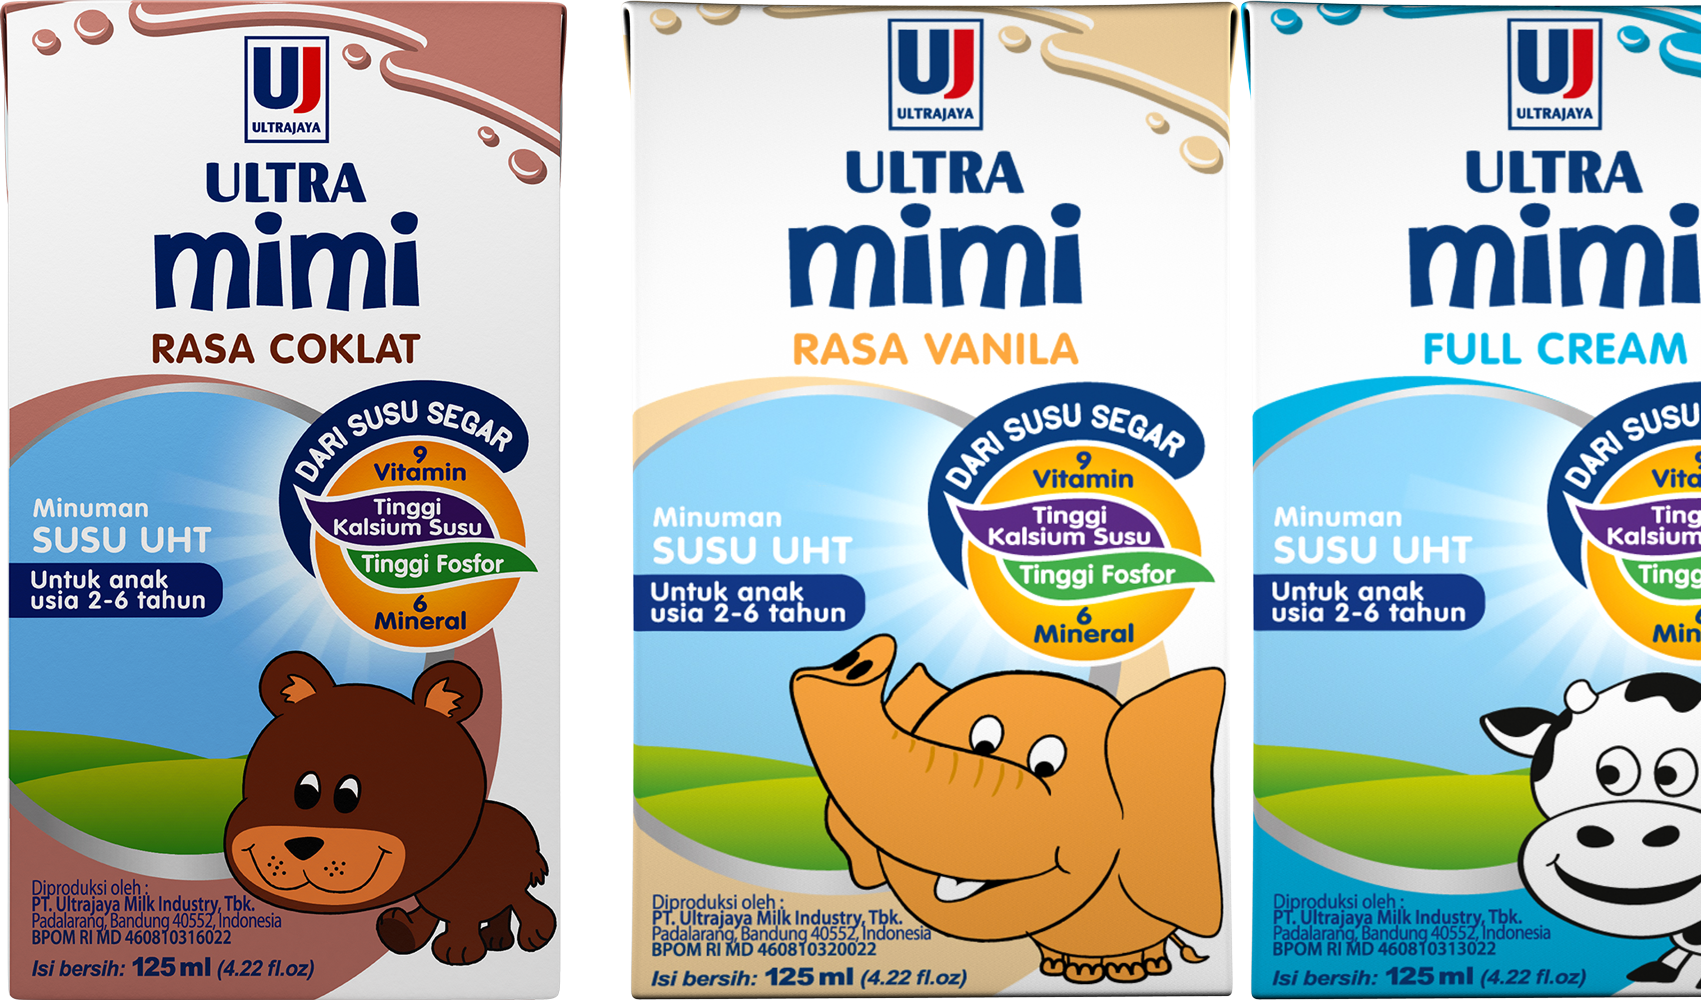 UJ
ULTRAJAYA
ULTRA
mimi
RASA COKLAT
DARI SUSU SEGAR
9
Vitamin
Tinggi
Kalsium Susu
Tinggi Fosfor
6
Mineral
Minuman
SUSU UHT
Untuk anak
usia 2-6 tahun
Diproduksi oleh :
PT. Ultrajaya Milk Industry, Tbk.
Padalarang, Bandung 40552, Indonesia
BPOM RI MD 460810316022
Isi bersih: 125 ml (4.22 fl.oz)
UJ
ULTRAJAYA
ULTRA
mimi
RASA VANILA
DARI SUSU SEGAR
9
Vitamin
Tinggi
Kalsium Susu
Tinggi Fosfor
6
Mineral
Minuman
SUSU UHT
Untuk anak
usia 2-6 tahun
Diproduksi oleh :
PT. Ultrajaya Milk Industry, Tbk.
Padalarang, Bandung 40552, Indonesia
BPOM RI MD 460810320022
Isi bersih: 125 ml (4.22 fl.oz)
UJ
ULTRAJAYA
ULTRA
mimi
FULL CREAM
DARI SUSU
Kalsium
Minuman
SUSU UHT
Untuk anak
usia 2-6 tahun
Diproduksi oleh :
PT. Ultrajaya Milk Industry, Tbk.
Padalarang, Bandung 40552, Indonesia
BPOM RI MD 460810313022
Isi bersih: 125 ml (4.22 fl.oz)